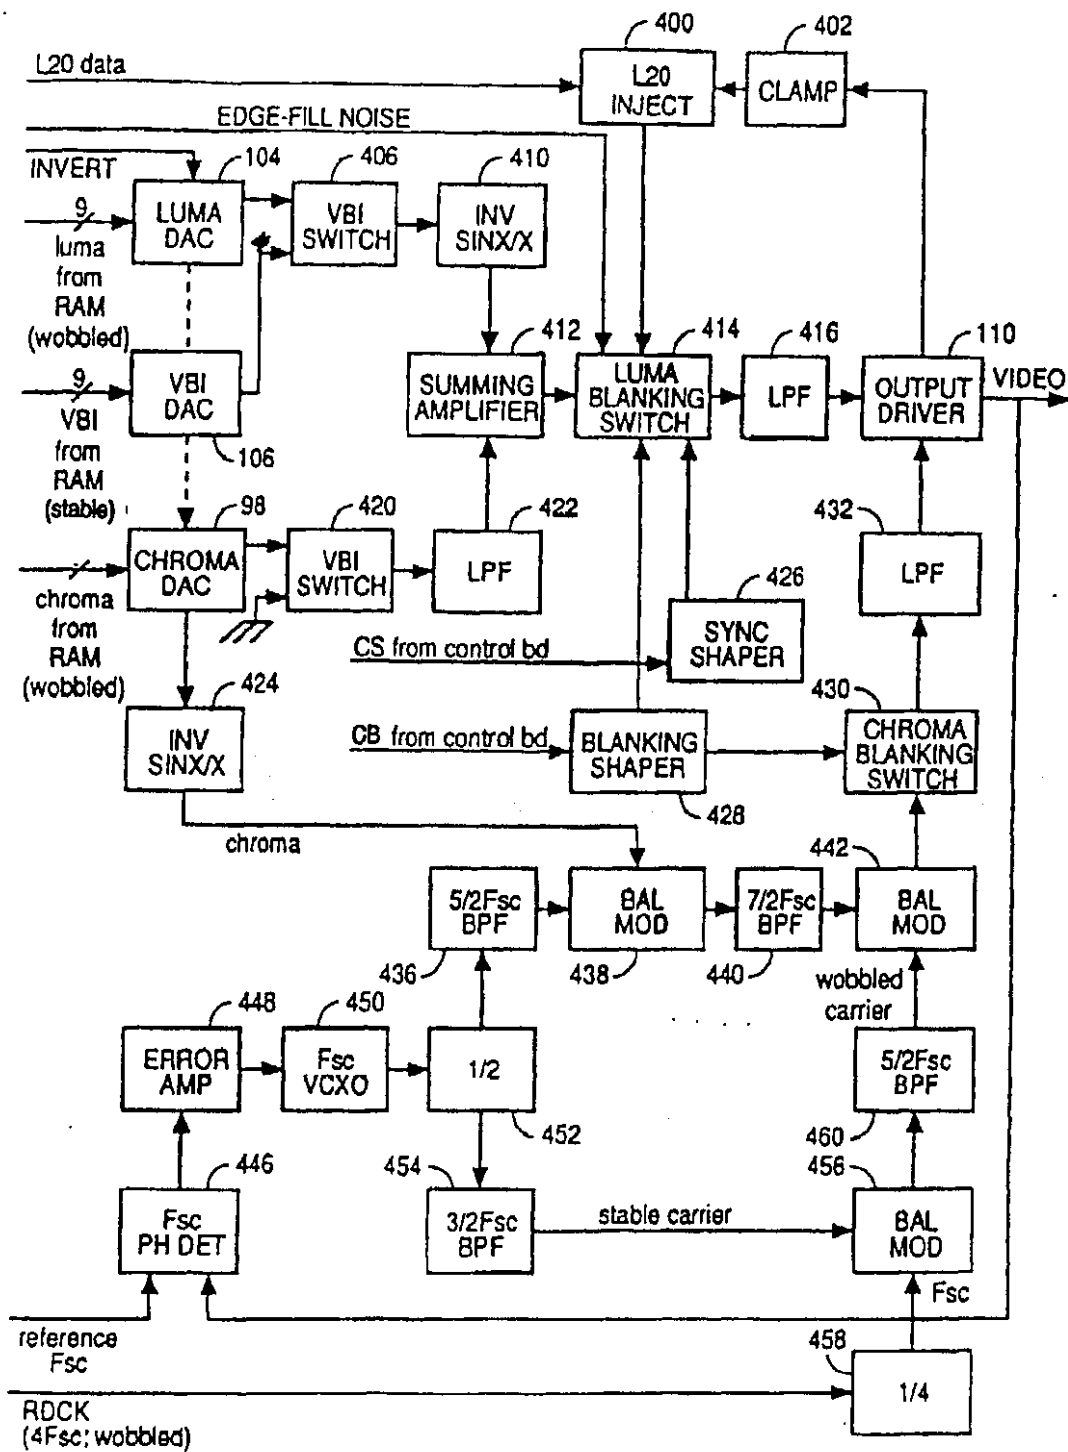 400
402
L20 data
L20
INJECT
CLAMP
EDGE-FILL NOISE
INVERT
104
406
410
9
LUMA
DAC
VBI
SWITCH
INV
SINX/X
luma
from
RAM
(wobbled)
412
414
416
110
9
VBI
DAC
SUMMING
AMPLIFIER
LUMA
BLANKING
SWITCH
LPF
OUTPUT
DRIVER
VIDEO
VBI
from
RAM
(stable)
106
98
420
422
432
CHROMA
DAC
VBI
SWITCH
LPF
LPF
chroma
from
RAM
(wobbled)
426
SYNC
SHAPER
CS from control bd
424
430
INV
SINX/X
CB from control bd
BLANKING
SHAPER
CHROMA
BLANKING
SWITCH
428
chroma
442
5/2Fsc
BPF
BAL
MOD
7/2Fsc
BPF
BAL
MOD
436
438
440
wobbled
carrier
448
450
ERROR
AMP
Fsc
VCXO
1/2
5/2Fsc
BPF
452
460
446
454
456
Fsc
PH DET
3/2Fsc
BPF
stable carrier
BAL
MOD
Fsc
reference
Fsc
458
1/4
RDCK
(4Fsc; wobbled)